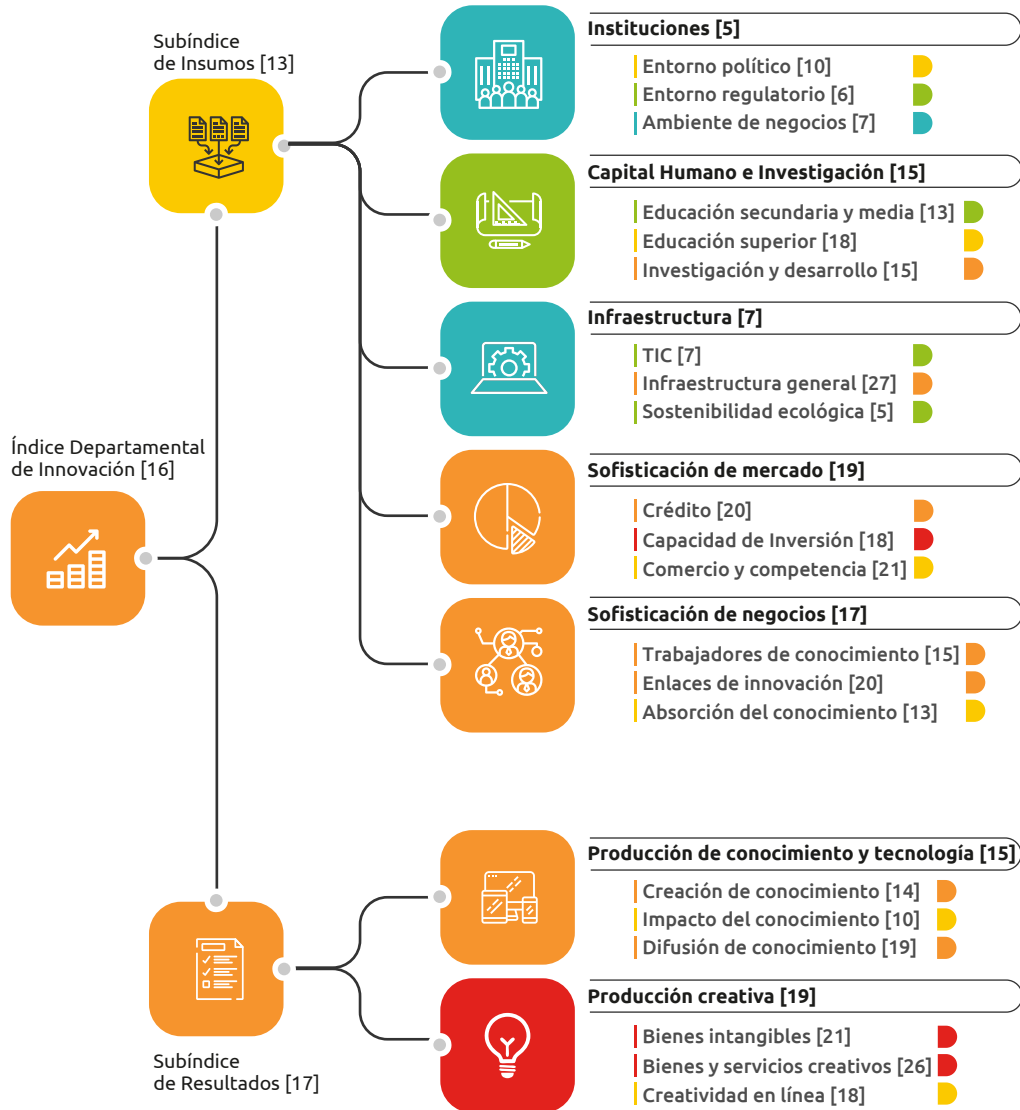 Índice Departamental
de Innovación [16]
Subíndice
de Insumos [13]
Instituciones [5]
Entorno político [10]
Entorno regulatorio [6]
Ambiente de negocios [7]
Capital Humano e Investigación [15]
Educación secundaria y media [13]
Educación superior [18]
Investigación y desarrollo [15]
Infraestructura [7]
TIC [7]
Infraestructura general [27]
Sostenibilidad ecológica [5]
Sofisticación de mercado [19]
Crédito [20]
Capacidad de Inversión [18]
Comercio y competencia [21]
Sofisticación de negocios [17]
Trabajadores de conocimiento [15]
Enlaces de innovación [20]
Absorción del conocimiento [13]
Subíndice
de Resultados [17]
Producción de conocimiento y tecnología [15]
Creación de conocimiento [14]
Impacto del conocimiento [10]
Difusión de conocimiento [19]
Producción creativa [19]
Bienes intangibles [21]
Bienes y servicios creativos [26]
Creatividad en línea [18]